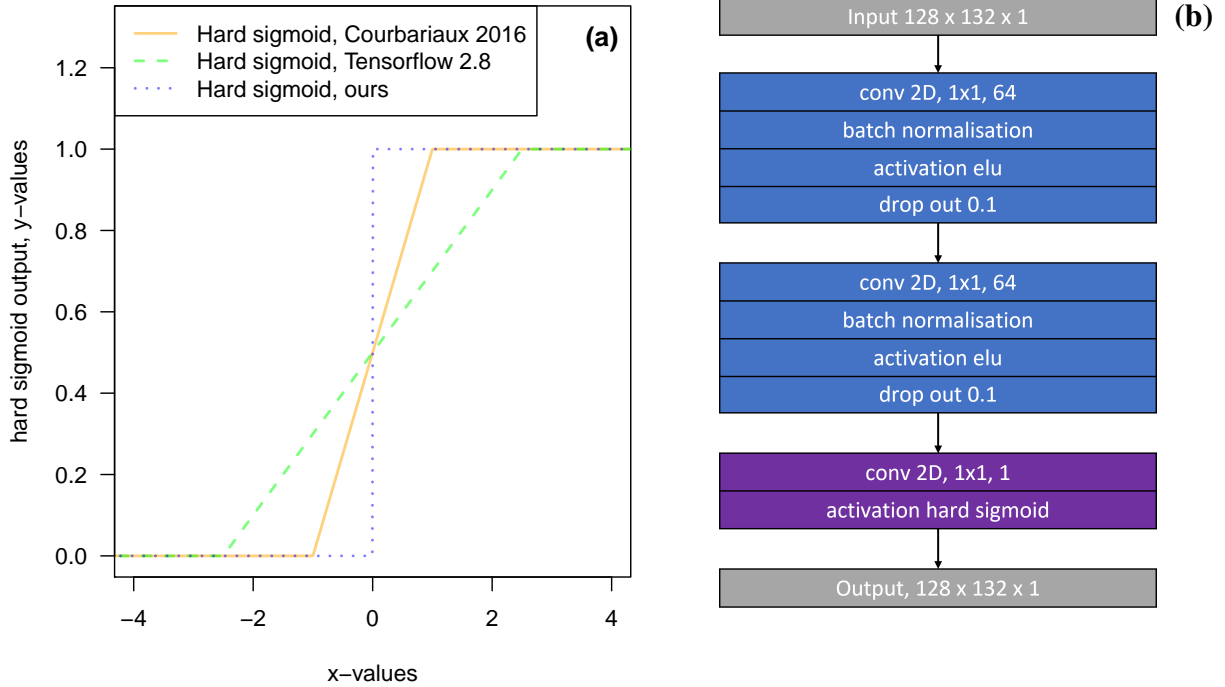 Hard sigmoid, Courbariaux 2016
Hard sigmoid, Tensorflow 2.8
Hard sigmoid, ours
(a)
hard sigmoid output, y−values
1.2
1.0
0.8
0.6
0.4
0.2
0.0
−4
−2
0
2
4
x−values
(b)
Input 128 x 132 x 1
conv 2D, 1x1, 64
batch normalisation
activation elu
drop out 0.1
conv 2D, 1x1, 64
batch normalisation
activation elu
drop out 0.1
conv 2D, 1x1, 1
activation hard sigmoid
Output, 128 x 132 x 1